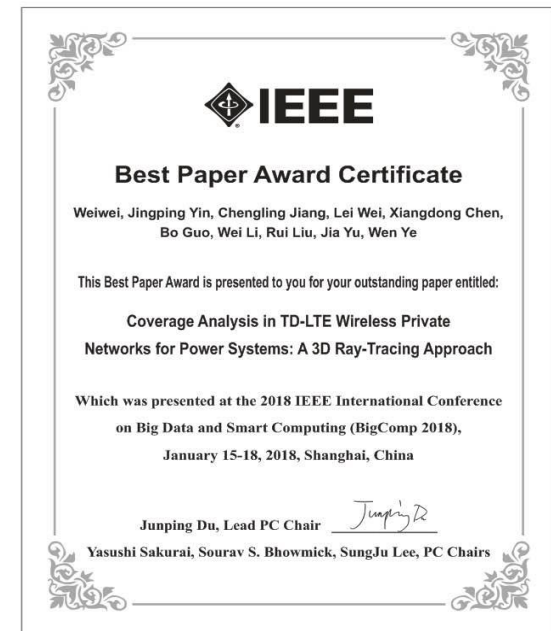 IEEE
Best Paper Award Certificate
Weiwei, Jingping Yin, Chengling Jiang, Lei Wei, Xiangdong Chen,
Bo Guo, Wei Li, Rui Liu, Jia Yu, Wen Ye
This Best Paper Award is presented to you for your outstanding paper entitled:
Coverage Analysis in TD-LTE Wireless Private
Networks for Power Systems: A 3D Ray-Tracing Approach
Which was presented at the 2018 IEEE International Conference
on Big Data and Smart Computing (BigComp 2018),
January 15-18, 2018, Shanghai, China
Junping Du, Lead PC Chair Junping D
Yasushi Sakurai, Sourav S. Bhowmick, SungJu Lee, PC Chairs